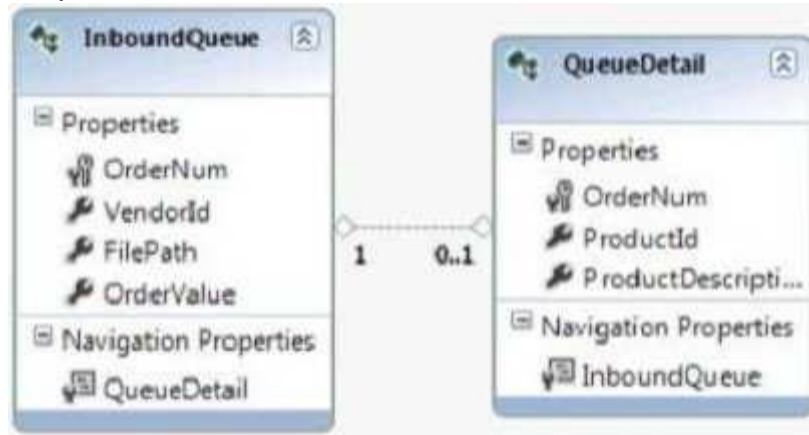 InboundQueue
Properties
OrderNum
VendorId
FilePath
OrderValue
Navigation Properties
QueueDetail
1 0..1
QueueDetail
Properties
OrderNum
ProductId
ProductDescripti...
Navigation Properties
InboundQueue